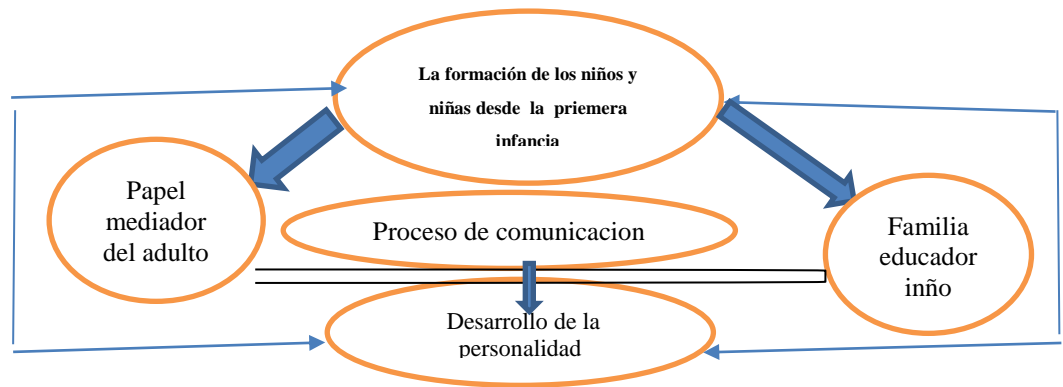 La formación de los niños y
niñas desde la priemera
infancia
Papel
mediador
del adulto
Proceso de comunicacion
Familia
educador
inño
Desarrollo de la
personalidad